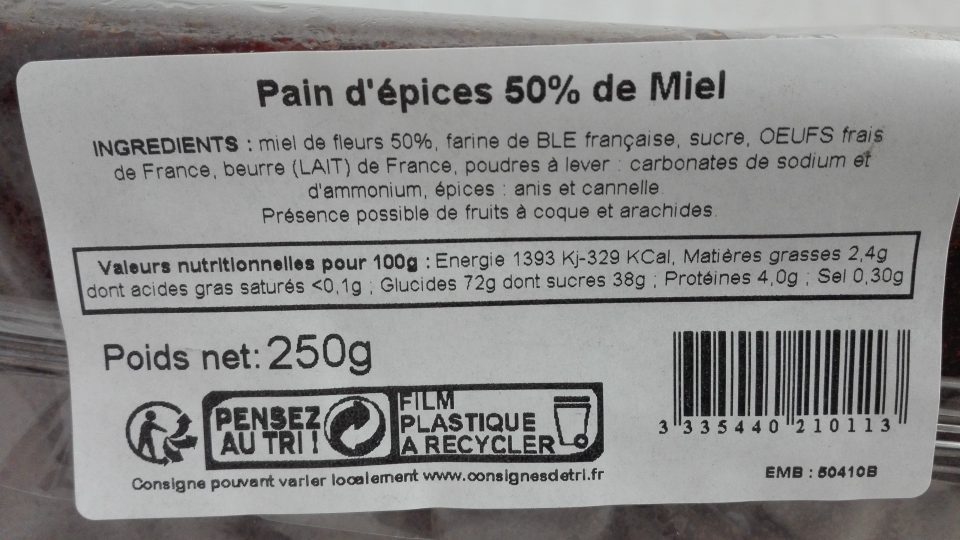 Pain d'épices 50% de Miel
INGREDIENTS : miel de fleurs 50%, farine de BLE française, sucre, OEUFS frais
de France, beurre (LAIT) de France, poudres à lever : carbonates de sodium et
d'ammonium, épices : anis et cannelle.
Présence possible de fruits à coque et arachides.
Valeurs nutritionnelles pour 100g : Energie 1393 Kj-329 KCal, Matières grasses 2,4g
dont acides gras saturés <0,1g ; Glucides 72g dont sucres 38g ; Protéines 4,0g ; Sel 0,30g
Poids net: 250g
PENSEZ
AU TRI !
FILM
PLASTIQUE
A RECYCLER
3 335440 210113
Consigne pouvant varier localement www.consignesdetri.fr
EMB : 50410B